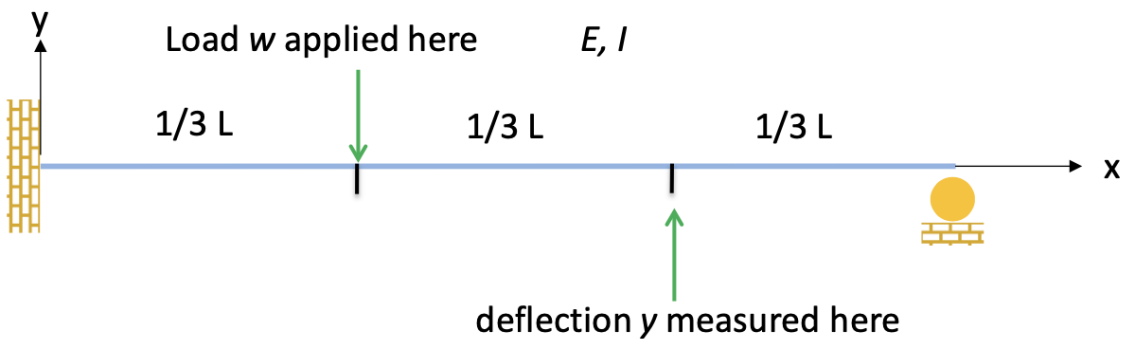 y
Load w applied here
E, I
1/3 L
1/3 L
1/3 L
x
deflection y measured here